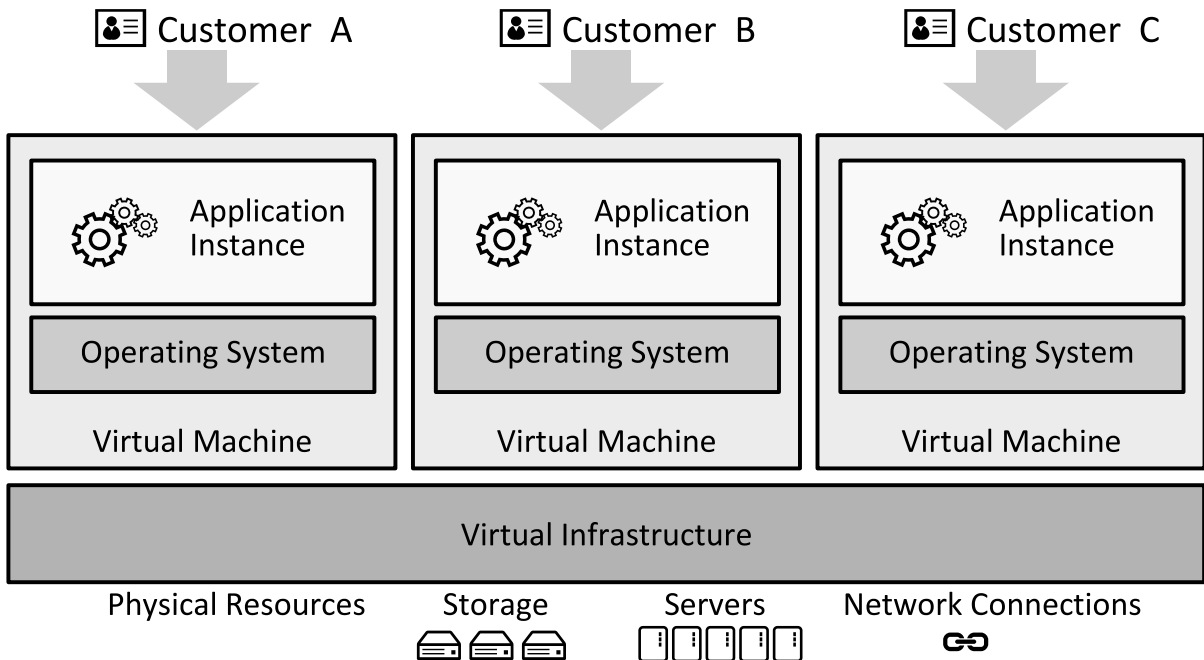 Customer A
Customer B
Customer C
Application
Instance
Application
Instance
Application
Instance
Operating System
Operating System
Operating System
Virtual Machine
Virtual Machine
Virtual Machine
Virtual Infrastructure
Physical Resources
Storage
Servers
Network Connections